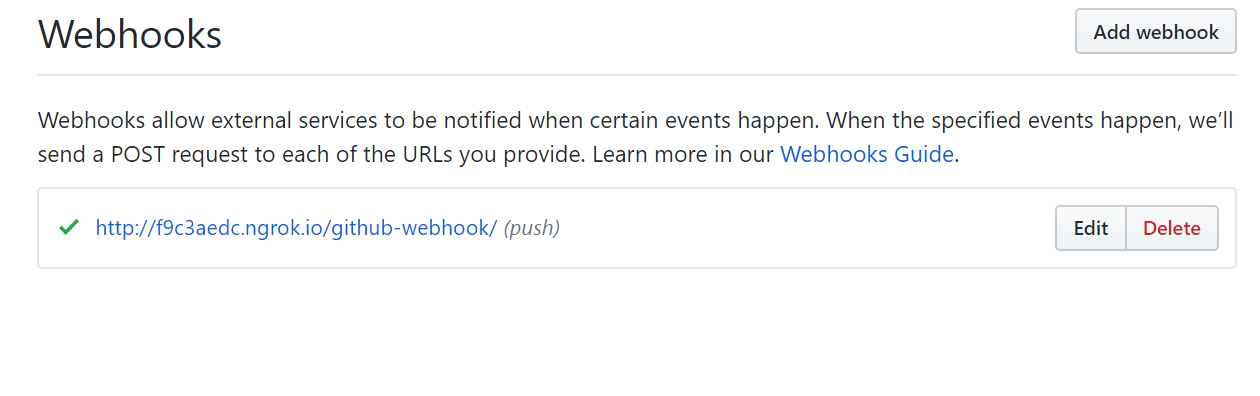 Webhooks
Add webhook
Webhooks allow external services to be notified when certain events happen. When the specified events happen, we’ll
send a POST request to each of the URLs you provide. Learn more in our Webhooks Guide.
http://f9c3aedc.ngrok.io/github-webhook/ (push)
Edit
Delete